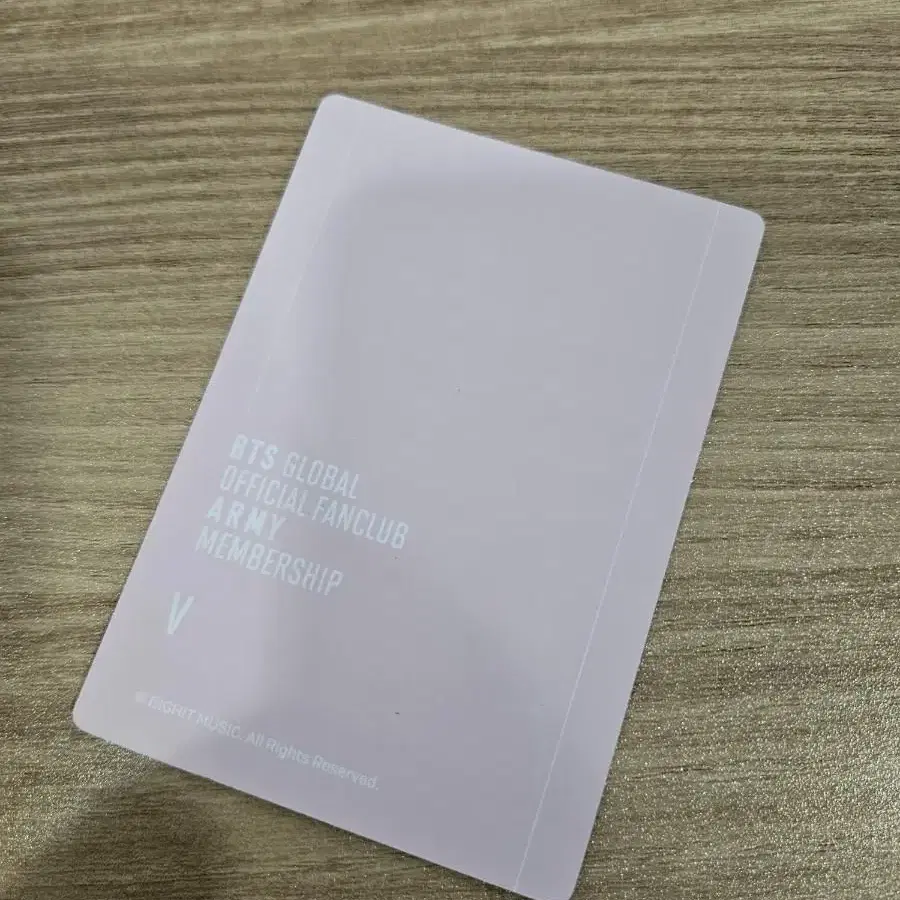 BTS GLOBAL
OFFICIAL FANCLUB
ARMY
MEMBERSHIP
V
© BIGHIT MUSIC. All Rights Reserved.